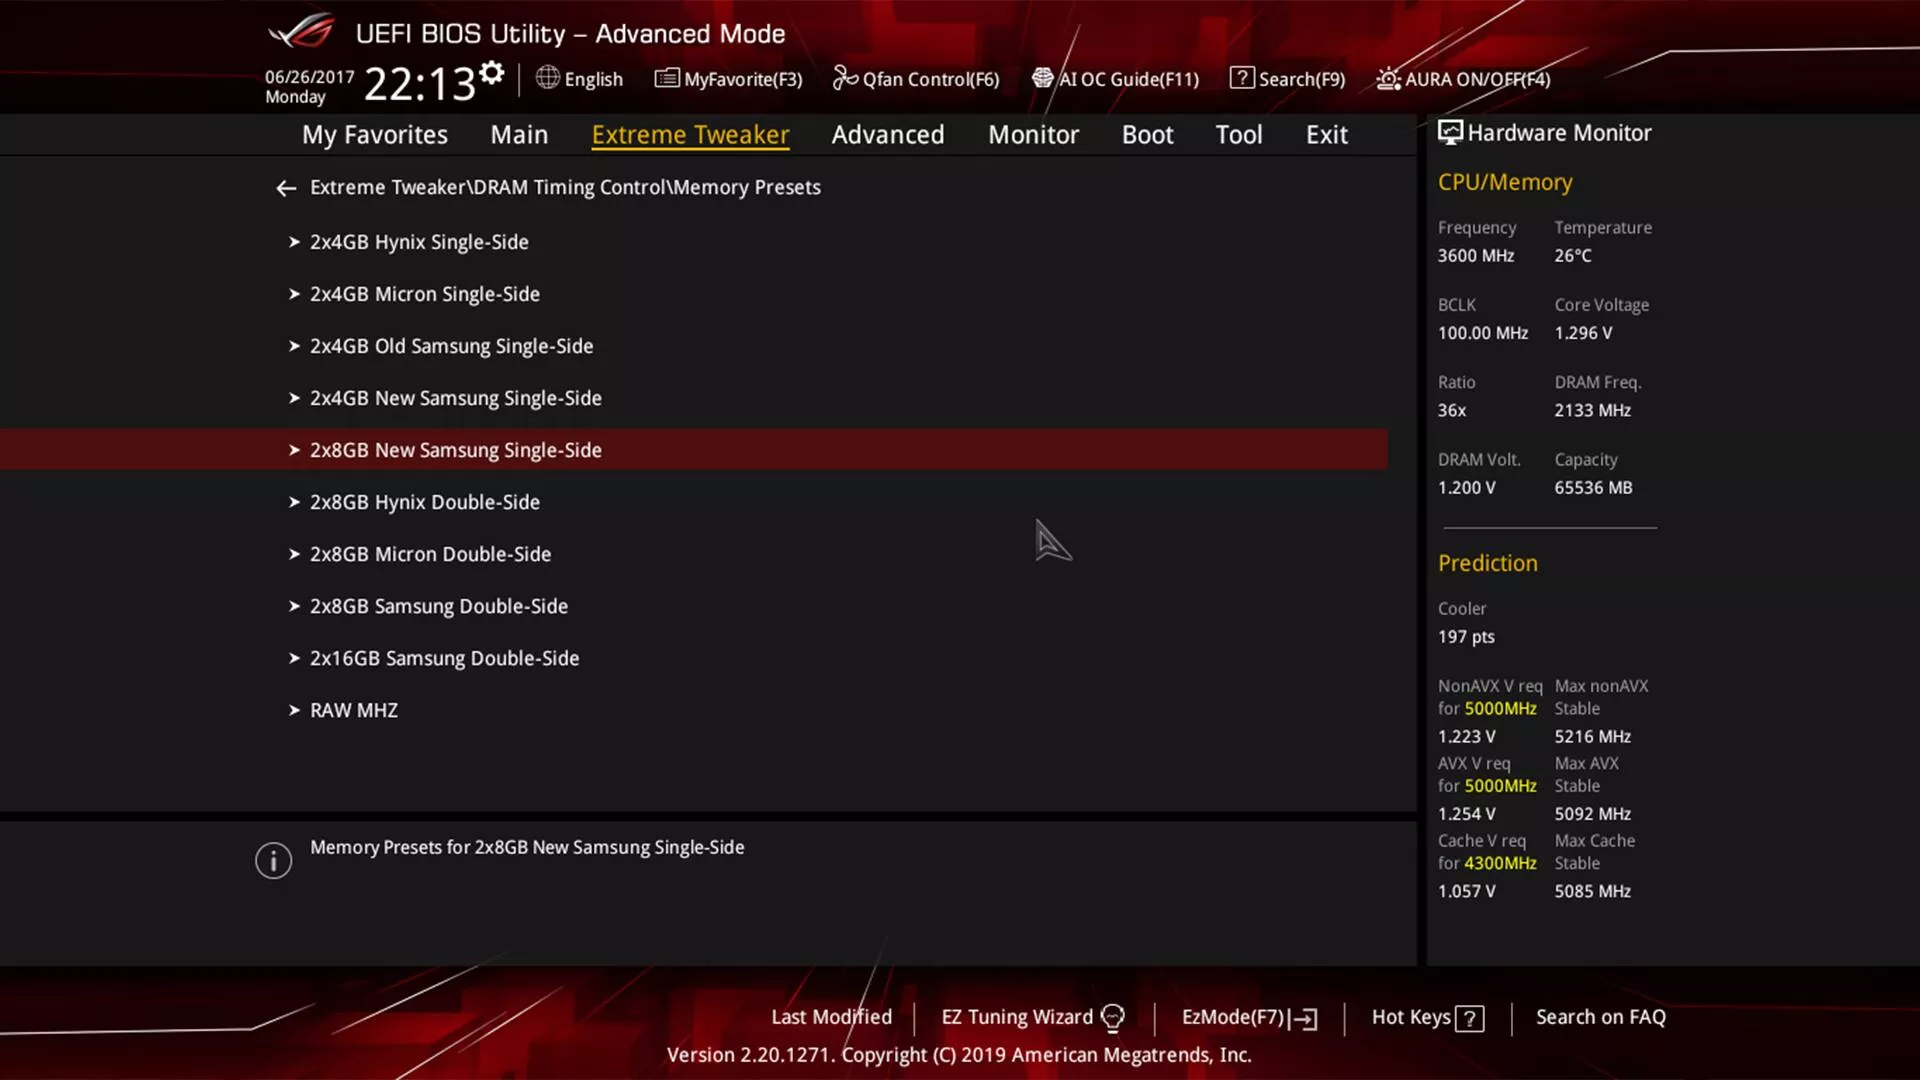 UEFI BIOS Utility – Advanced Mode
06/26/2017
Monday
22:13
English
MyFavorite(F3)
Qfan Control(F6)
AI OC Guide(F11)
Search(F9)
AURA ON/OFF(F4)
My Favorites
Main
Extreme Tweaker
Advanced
Monitor
Boot
Tool
Exit
Extreme Tweaker\DRAM Timing Control\Memory Presets
2x4GB Hynix Single-Side
2x4GB Micron Single-Side
2x4GB Old Samsung Single-Side
2x4GB New Samsung Single-Side
2x8GB New Samsung Single-Side
2x8GB Hynix Double-Side
2x8GB Micron Double-Side
2x8GB Samsung Double-Side
2x16GB Samsung Double-Side
RAW MHZ
Memory Presets for 2x8GB New Samsung Single-Side
Hardware Monitor
CPU/Memory
Frequency Temperature
3600 MHz 26°C
BCLK Core Voltage
100.00 MHz 1.296 V
Ratio DRAM Freq.
36x 2133 MHz
DRAM Volt. Capacity
1.200 V 65536 MB
Prediction
Cooler
197 pts
NonAVX V req Max nonAVX
for 5000MHz Stable
1.223 V 5216 MHz
AVX V req Max AVX
for 5000MHz Stable
1.254 V 5092 MHz
Cache V req Max Cache
for 4300MHz Stable
1.057 V 5085 MHz
Last Modified
EZ Tuning Wizard
EzMode(F7)
Hot Keys ?
Search on FAQ
Version 2.20.1271. Copyright (C) 2019 American Megatrends, Inc.